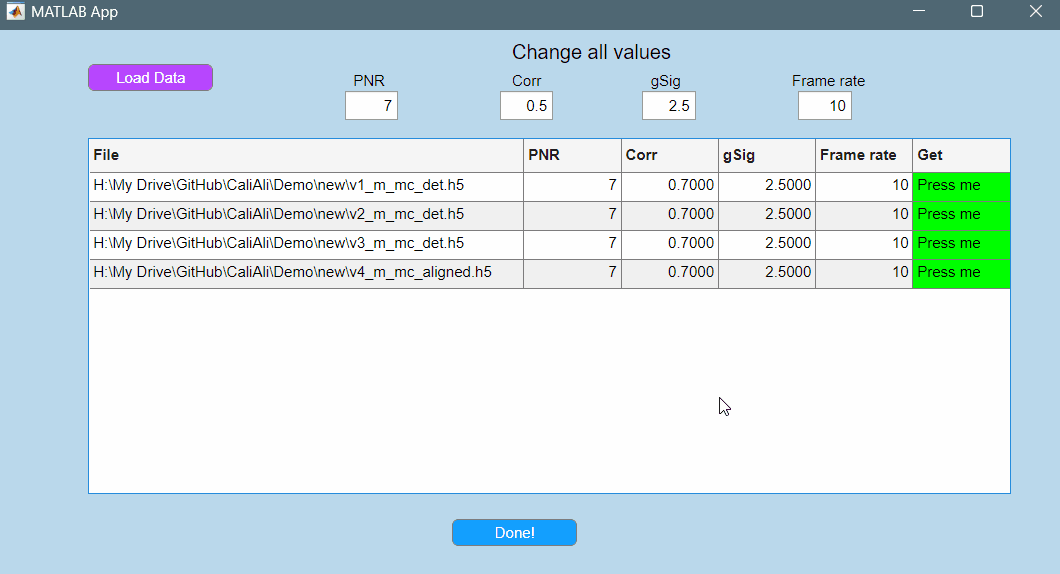 MATLAB App
Change all values
Load Data
PNR Corr gSig Frame rate
7 0.5 2.5 10
File PNR Corr gSig Frame rate Get
H:\My Drive\GitHub\CaliAli\Demo\new\v1_m_mc_det.h5 7 0.7000 2.5000 10 Press me
H:\My Drive\GitHub\CaliAli\Demo\new\v2_m_mc_det.h5 7 0.7000 2.5000 10 Press me
H:\My Drive\GitHub\CaliAli\Demo\new\v3_m_mc_det.h5 7 0.7000 2.5000 10 Press me
H:\My Drive\GitHub\CaliAli\Demo\new\v4_m_mc_aligned.h5 7 0.7000 2.5000 10 Press me
Done!